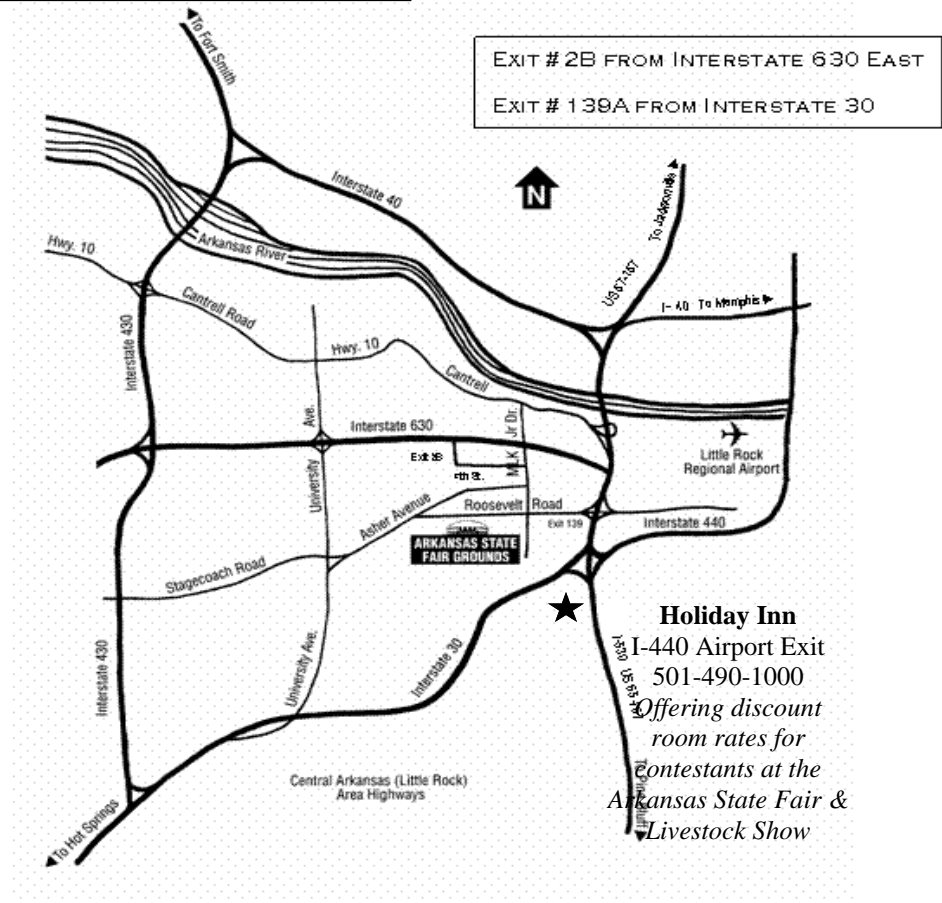 To Fort Smith
EXIT # 2B FROM INTERSTATE 630 EAST
EXIT # 139A FROM INTERSTATE 30
N
Interstate 40
To Jacksonville
US 67-167
I-40 To Memphis
Arkansas River
Hwy. 10
Cantrell Road
Interstate 430
Hwy. 10
Cantrell
University Ave.
Interstate 630
MLK Jr Dr.
Exit 2B
Little Rock
Regional Airport
Asher Avenue
Roosevelt Road
Exit 139
Interstate 440
ARKANSAS STATE
FAIR GROUNDS
Stagecoach Road
Interstate 430
University Ave.
Interstate 30
Holiday Inn
I-440 Airport Exit
501-490-1000
Offering discount
room rates for
contestants at the
Arkansas State Fair &
Livestock Show
I-530
Central Arkansas (Little Rock)
Area Highways
To Hot Springs